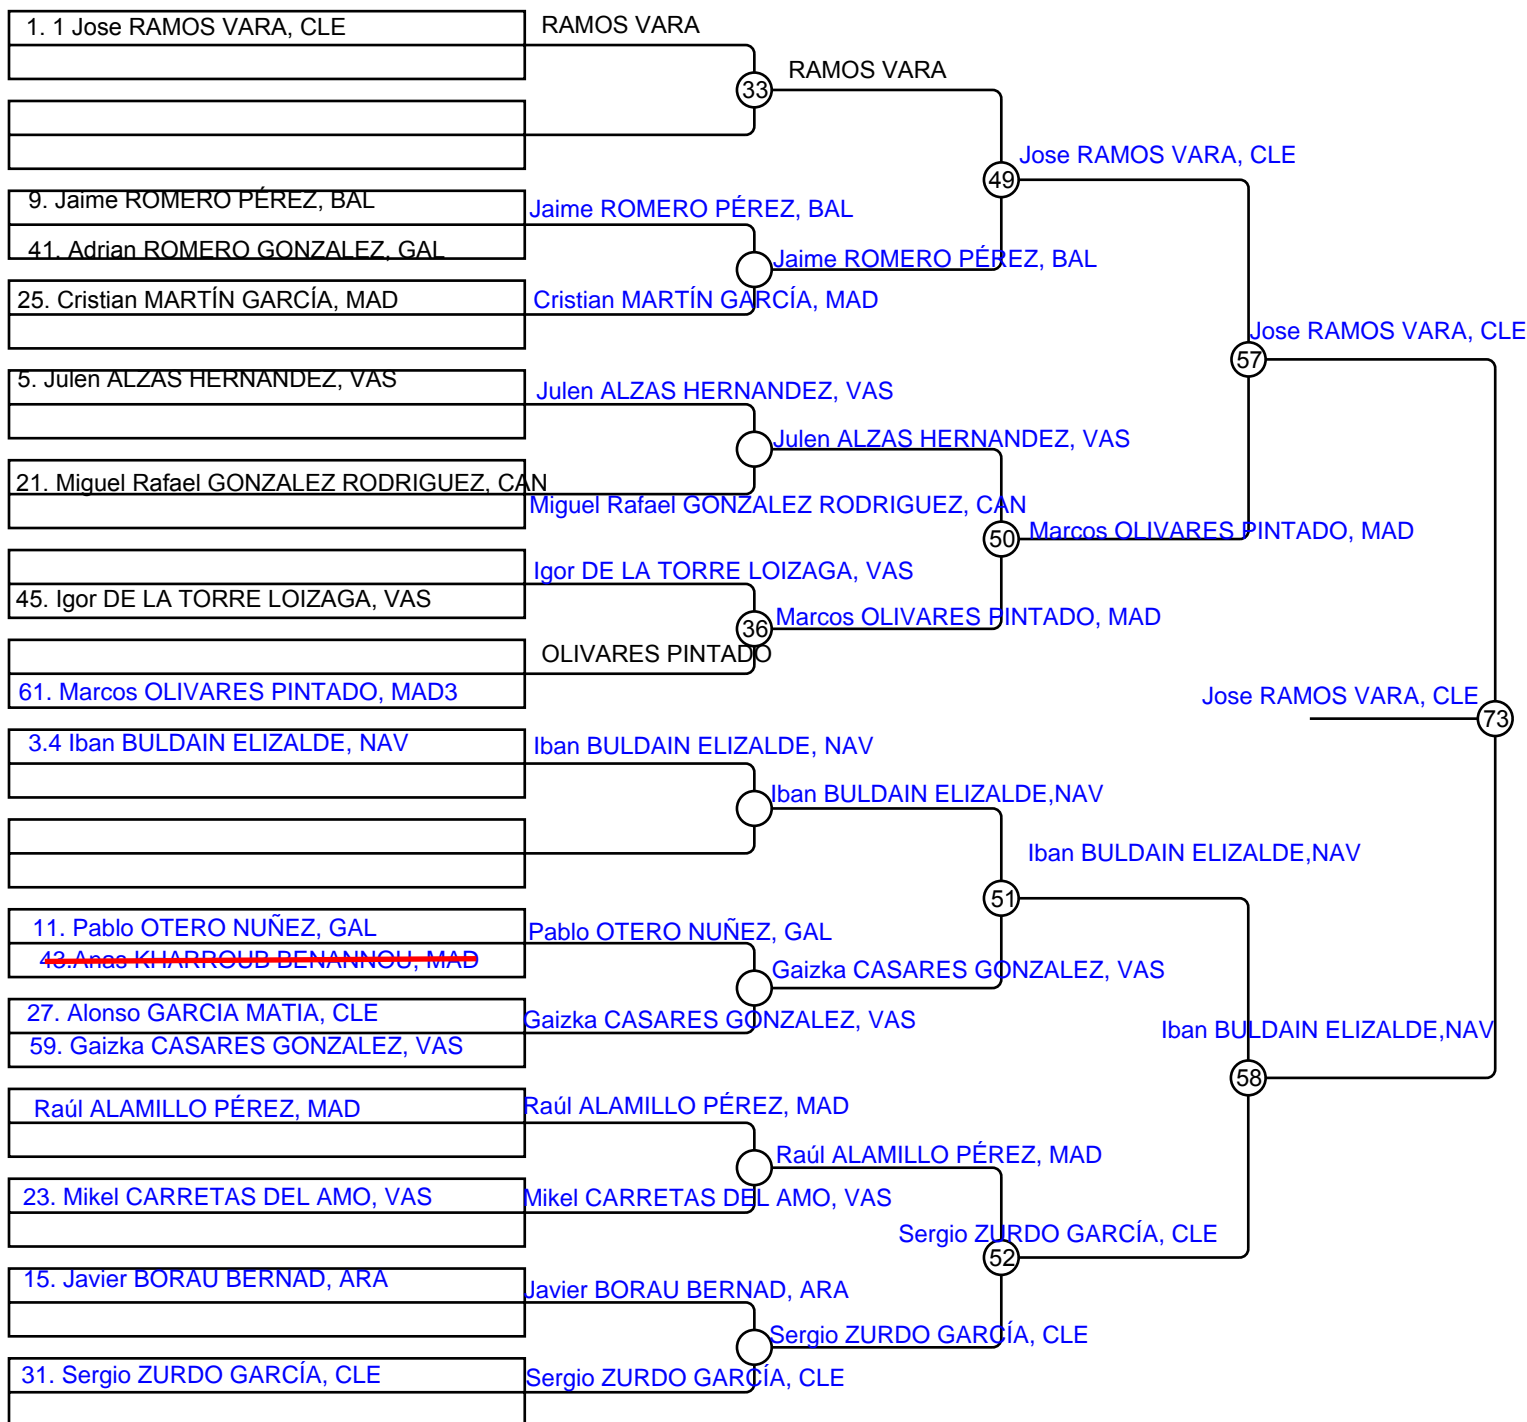 1. 1 Jose RAMOS VARA, CLE
RAMOS VARA
33
RAMOS VARA
49
Jose RAMOS VARA, CLE
9. Jaime ROMERO PÉREZ, BAL
Jaime ROMERO PÉREZ, BAL
41. Adrian ROMERO GONZALEZ, GAL
Jaime ROMERO PÉREZ, BAL
25. Cristian MARTÍN GARCÍA, MAD
Cristian MARTÍN GARCÍA, MAD
57
Jose RAMOS VARA, CLE
5. Julen ALZAS HERNANDEZ, VAS
Julen ALZAS HERNANDEZ, VAS
Julen ALZAS HERNANDEZ, VAS
21. Miguel Rafael GONZALEZ RODRIGUEZ, CAN
Miguel Rafael GONZALEZ RODRIGUEZ, CAN
50
Marcos OLIVARES PINTADO, MAD
Igor DE LA TORRE LOIZAGA, VAS
45. Igor DE LA TORRE LOIZAGA, VAS
36
Marcos OLIVARES PINTADO, MAD
OLIVARES PINTADO
61. Marcos OLIVARES PINTADO, MAD3
Jose RAMOS VARA, CLE
73
3.4 Iban BULDAIN ELIZALDE, NAV
Iban BULDAIN ELIZALDE, NAV
Iban BULDAIN ELIZALDE,NAV
Iban BULDAIN ELIZALDE,NAV
51
11. Pablo OTERO NUÑEZ, GAL
Pablo OTERO NUÑEZ, GAL
43.Anas KHARROUB BENANNOU, MAD
Gaizka CASARES GONZALEZ, VAS
27. Alonso GARCIA MATIA, CLE
Gaizka CASARES GONZALEZ, VAS
59. Gaizka CASARES GONZALEZ, VAS
Iban BULDAIN ELIZALDE,NAV
58
Raúl ALAMILLO PÉREZ, MAD
Raúl ALAMILLO PÉREZ, MAD
Raúl ALAMILLO PÉREZ, MAD
23. Mikel CARRETAS DEL AMO, VAS
Mikel CARRETAS DEL AMO, VAS
Sergio ZURDO GARCÍA, CLE
52
15. Javier BORAU BERNAD, ARA
Javier BORAU BERNAD, ARA
Sergio ZURDO GARCÍA, CLE
31. Sergio ZURDO GARCÍA, CLE
Sergio ZURDO GARCÍA, CLE